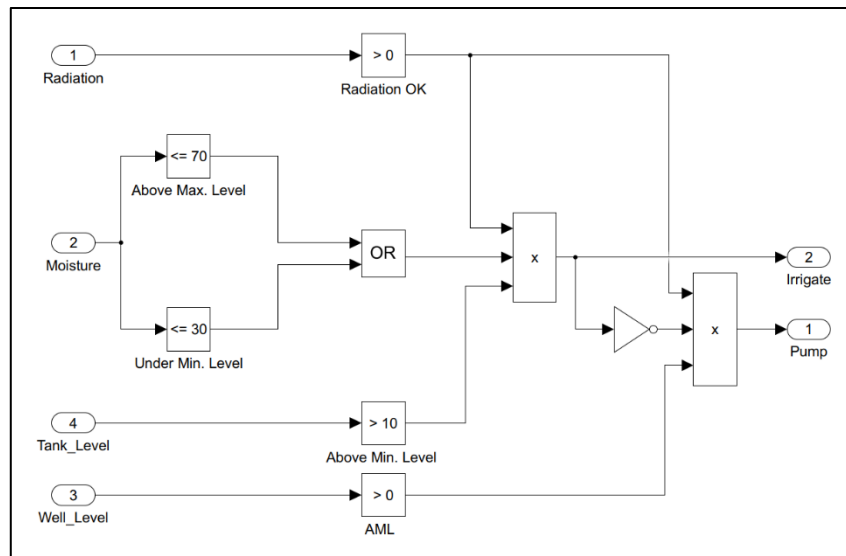 1
Radiation
> 0
Radiation OK
<= 70
Above Max. Level
2
Moisture
OR
x
2
Irrigate
<= 30
Under Min. Level
x
1
Pump
4
Tank_Level
> 10
Above Min. Level
3
Well_Level
> 0
AML